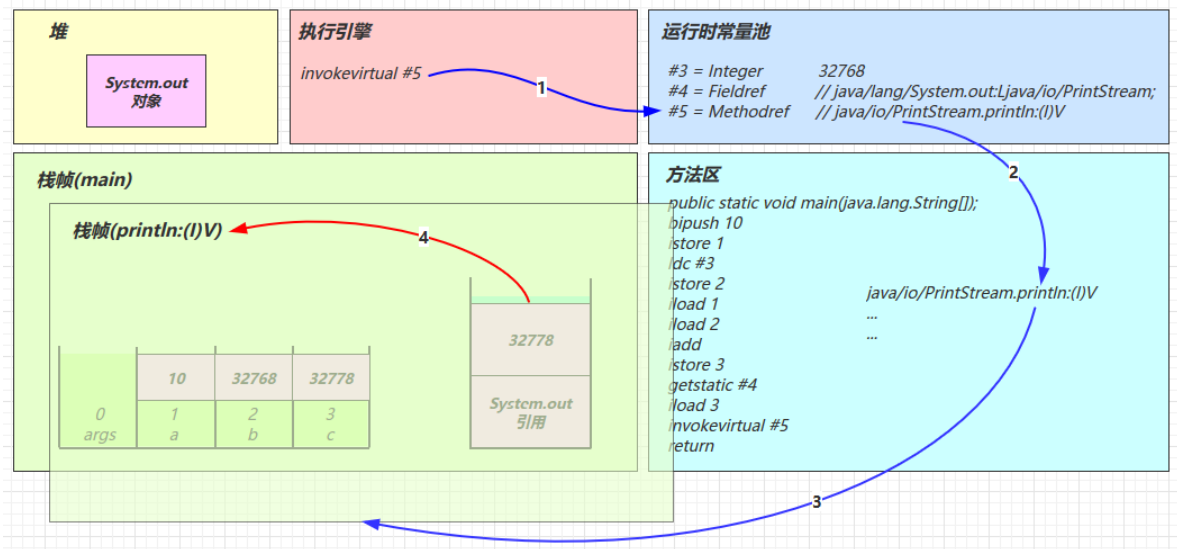 堆
System.out
对象
执行引擎
invokevirtual #5
1
运行时常量池
#3 = Integer 32768
#4 = Fieldref // java/lang/System.out:Ljava/io/PrintStream;
#5 = Methodref // java/io/PrintStream.println:(I)V
2
栈帧(main)
栈帧(println:(I)V)
4
10 32768 32778
0 1 2 3
args a b c
32778
System.out
引用
方法区
public static void main(java.lang.String[]);
bipush 10
istore 1
ldc #3
istore 2
iload 1
iload 2
iadd
istore 3
getstatic #4
iload 3
invokevirtual #5
return
java/io/PrintStream.println:(I)V
...
...
3